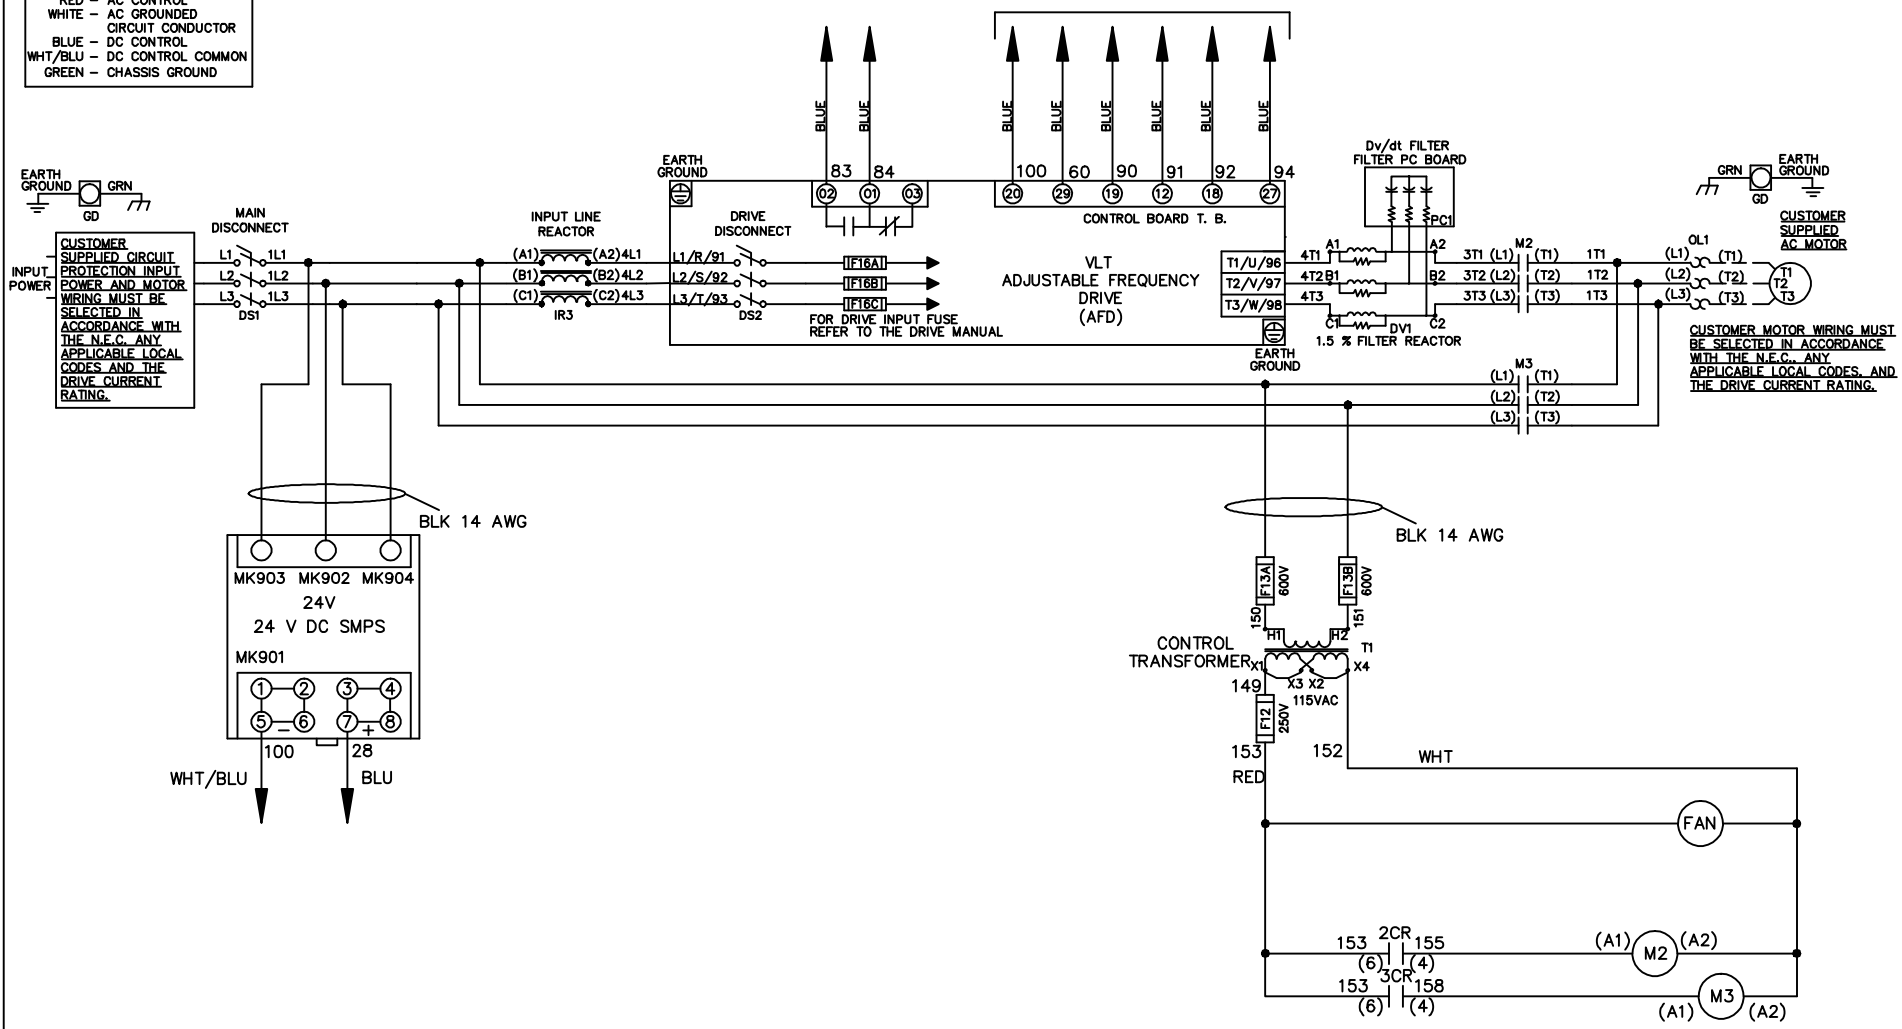 RED - AC CONTROL
WHITE - AC GROUNDED
CIRCUIT CONDUCTOR
BLUE - DC CONTROL
WHT/BLU - DC CONTROL COMMON
GREEN - CHASSIS GROUND
BLUE BLUE BLUE BLUE BLUE BLUE BLUE BLUE
EARTH
GROUND
GRN
GD
MAIN
DISCONNECT
INPUT
POWER
CUSTOMER
SUPPLIED CIRCUIT
PROTECTION INPUT
POWER AND MOTOR
WIRING MUST BE
SELECTED IN
ACCORDANCE WITH
THE N.E.C. ANY
APPLICABLE LOCAL
CODES AND THE
DRIVE CURRENT
RATING.
L1 1L1
L2 1L2
L3 1L3
DS1
INPUT LINE
REACTOR
(A1) (A2) 4L1
(B1) (B2) 4L2
(C1) (C2) 4L3
IR3
EARTH
GROUND
DRIVE
DISCONNECT
L1/R/91
L2/S/92
L3/T/93
DS2
83 84
02 01 03
F16A
F16B
F16C
FOR DRIVE INPUT FUSE
REFER TO THE DRIVE MANUAL
100 60 90 91 92 94
20 29 19 12 18 27
CONTROL BOARD T. B.
VLT
ADJUSTABLE FREQUENCY
DRIVE
(AFD)
T1/U/96
T2/V/97
T3/W/98
EARTH
GROUND
Dv/dt FILTER
FILTER PC BOARD
PC1
4T1 A1 A2
4T2 B1 B2
4T3 C1 C2
DV1
1.5 % FILTER REACTOR
M2
3T1 (L1) (T1) 1T1
3T2 (L2) (T2) 1T2
3T3 (L3) (T3) 1T3
OL1
(L1) (T1)
(L2) (T2)
(L3) (T3)
GRN
GD
EARTH
GROUND
CUSTOMER
SUPPLIED
AC MOTOR
T1
T2
T3
CUSTOMER MOTOR WIRING MUST
BE SELECTED IN ACCORDANCE
WITH THE N.E.C., ANY
APPLICABLE LOCAL CODES, AND
THE DRIVE CURRENT RATING.
M3
(L1) (T1)
(L2) (T2)
(L3) (T3)
BLK 14 AWG
MK903 MK902 MK904
24V
24 V DC SMPS
MK901
1 2 3 4
5 6 7 8
- +
100 28
WHT/BLU BLU
BLK 14 AWG
F13A 600V
F13B 600V
150 151
H1 H2
T1
CONTROL
TRANSFORMER
X1 X4
X3 X2
115VAC
149
F12 250V
153 152
RED WHT
FAN
2CR
153 155
(6) (4)
(A1) M2 (A2)
3CR
153 158
(6) (4)
(A1) M3 (A2)